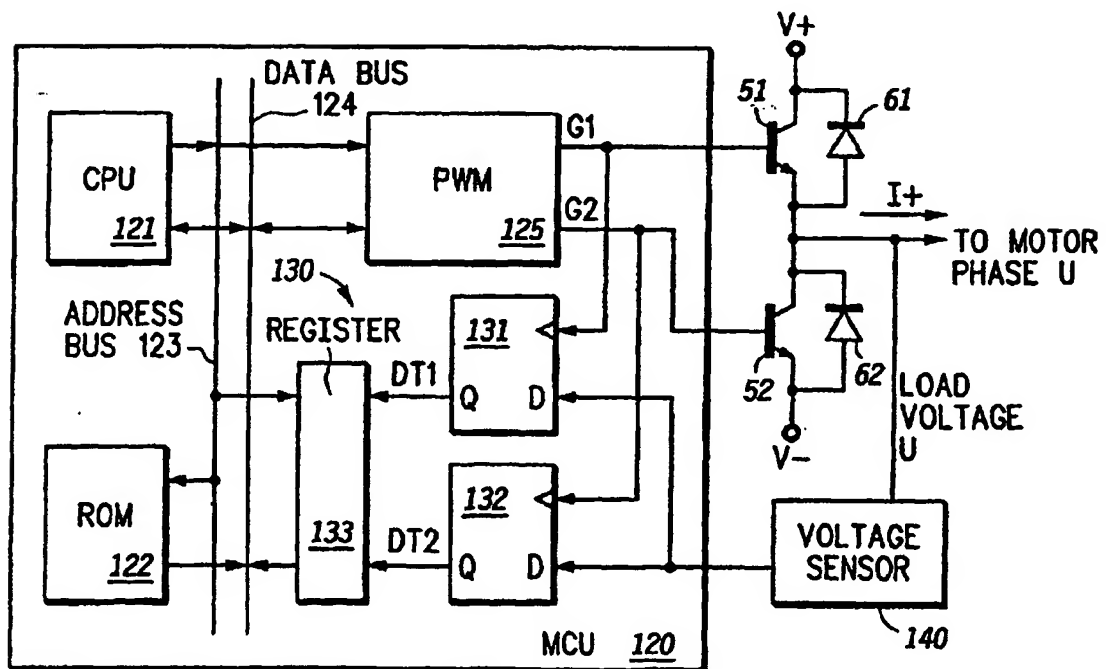 V+
DATA BUS
124
51
61
CPU
121
PWM
125
G1
G2
I+
TO MOTOR
PHASE U
130
ADDRESS
BUS 123
REGISTER
131
DT1
Q D
52
62
LOAD
VOLTAGE
U
V-
ROM
122
133
132
DT2
Q D
VOLTAGE
SENSOR
140
MCU 120